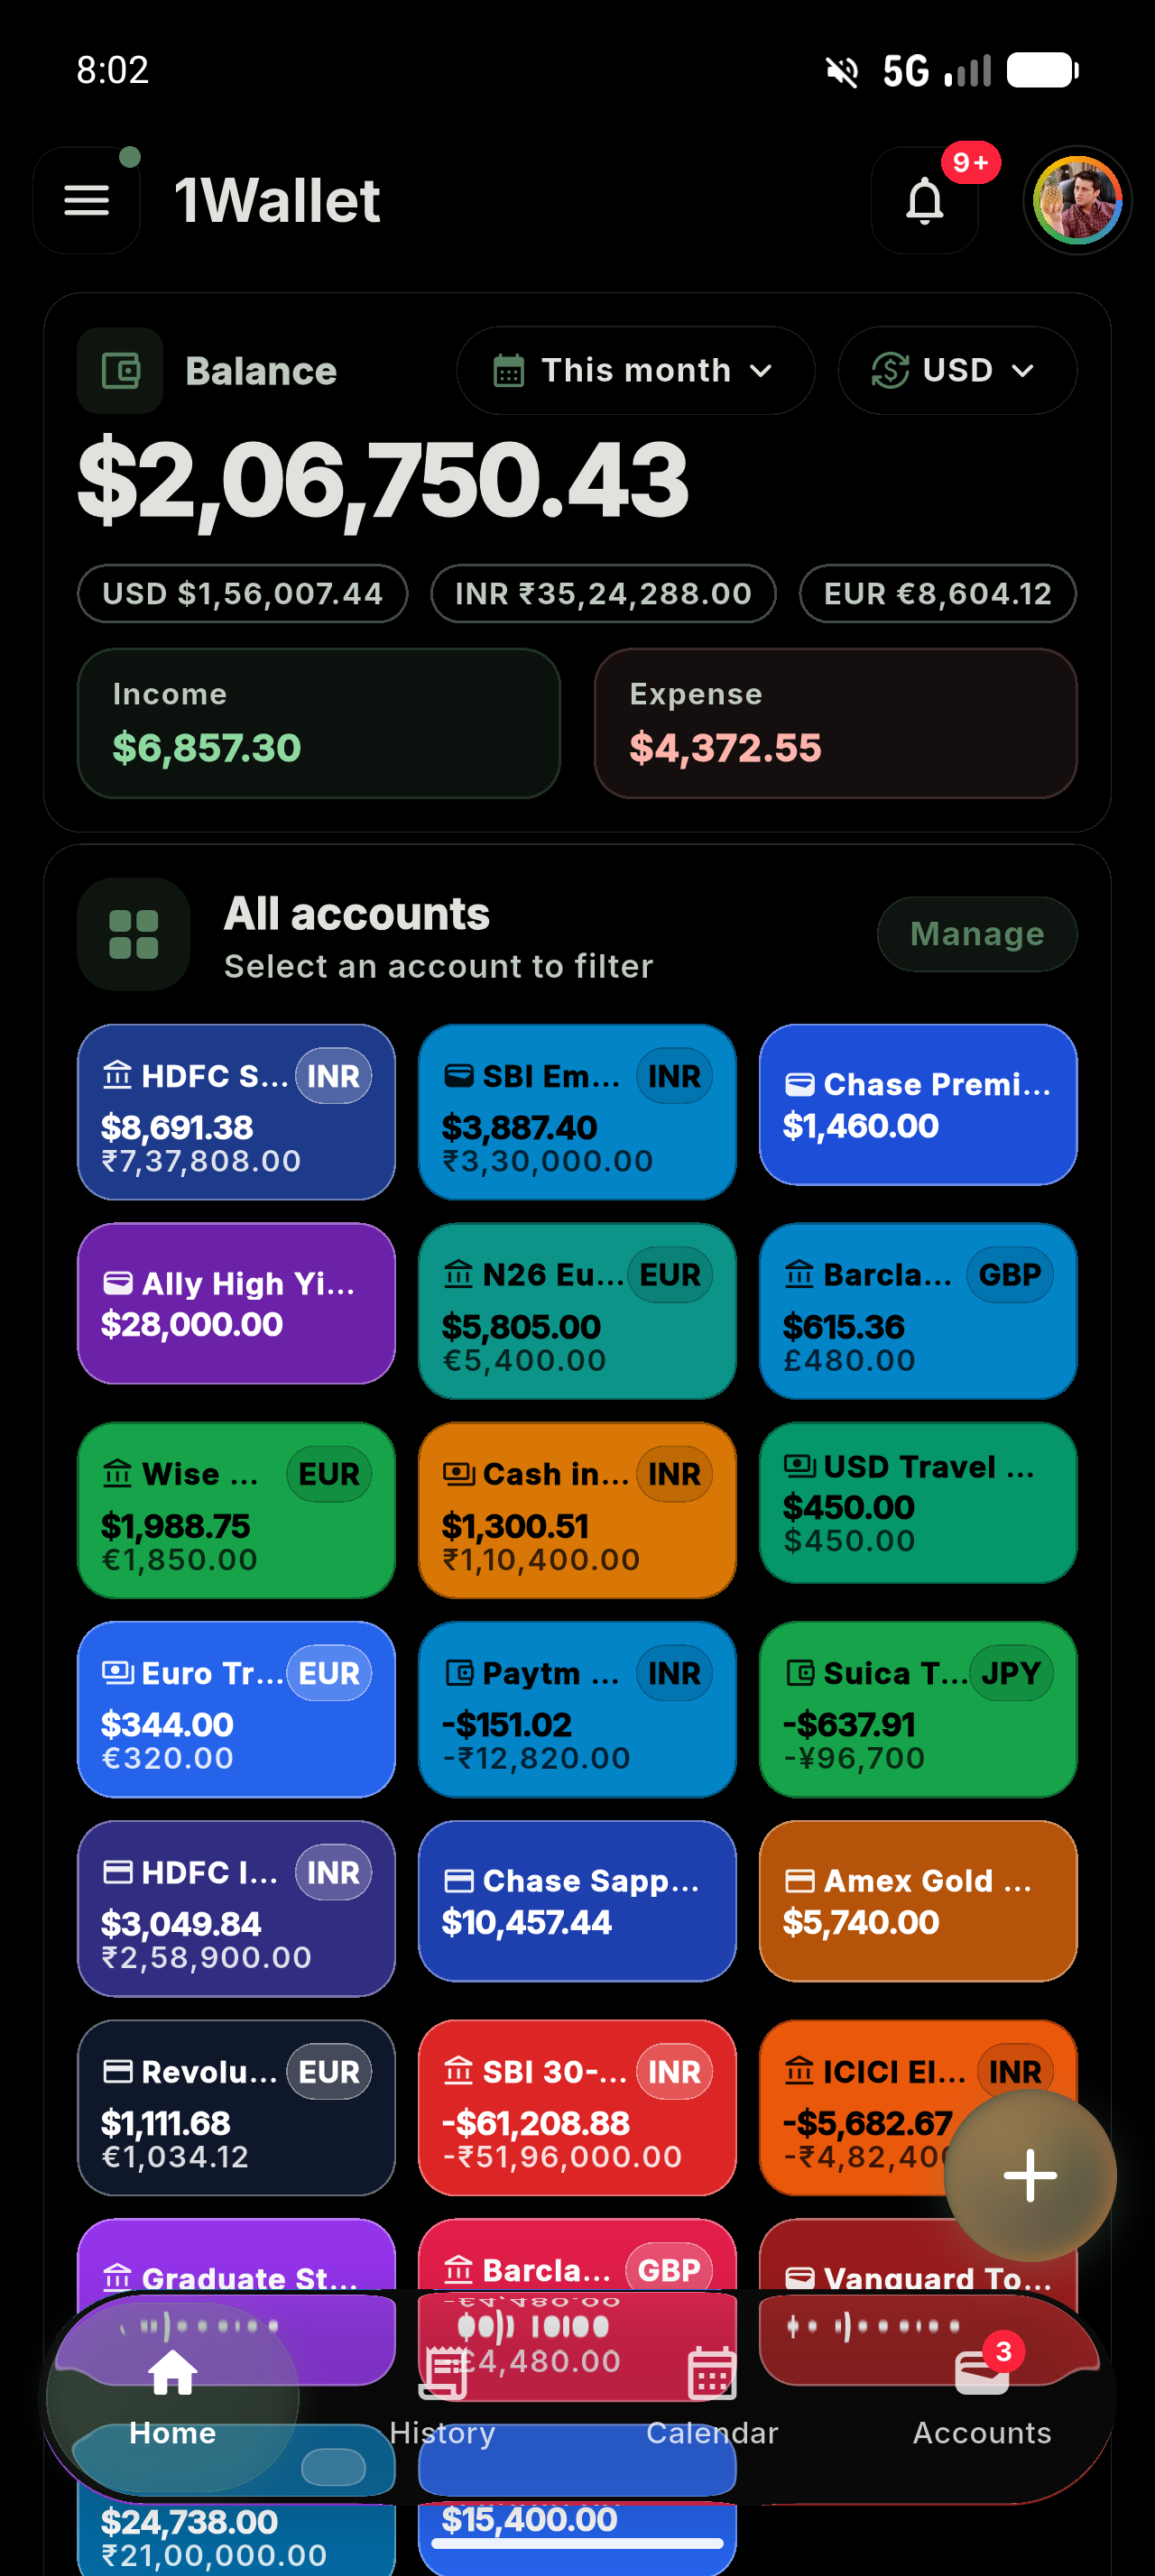 8:02
5G
1Wallet
9+
Balance
This month
USD
$2,06,750.43
USD $1,56,007.44
INR ₹35,24,288.00
EUR €8,604.12
Income
$6,857.30
Expense
$4,372.55
All accounts
Select an account to filter
Manage
HDFC S... INR
$8,691.38
₹7,37,808.00
SBI Em... INR
$3,887.40
₹3,30,000.00
Chase Premi...
$1,460.00
Ally High Yi...
$28,000.00
N26 Eu... EUR
$5,805.00
€5,400.00
Barcla... GBP
$615.36
£480.00
Wise ... EUR
$1,988.75
€1,850.00
Cash in... INR
$1,300.51
₹1,10,400.00
USD Travel ...
$450.00
$450.00
Euro Tr... EUR
$344.00
€320.00
Paytm ... INR
-$151.02
-₹12,820.00
Suica T... JPY
-$637.91
-¥96,700
HDFC I... INR
$3,049.84
₹2,58,900.00
Chase Sapp...
$10,457.44
Amex Gold ...
$5,740.00
Revolu... EUR
$1,111.68
€1,034.12
SBI 30-... INR
-$61,208.88
-₹51,96,000.00
ICICI El... INR
-$5,682.67
Graduate St...
Barcla... GBP
£4,480.00
Vanguard To...
3
Home
History
Calendar
Accounts
$24,738.00
₹21,00,000.00
$15,400.00